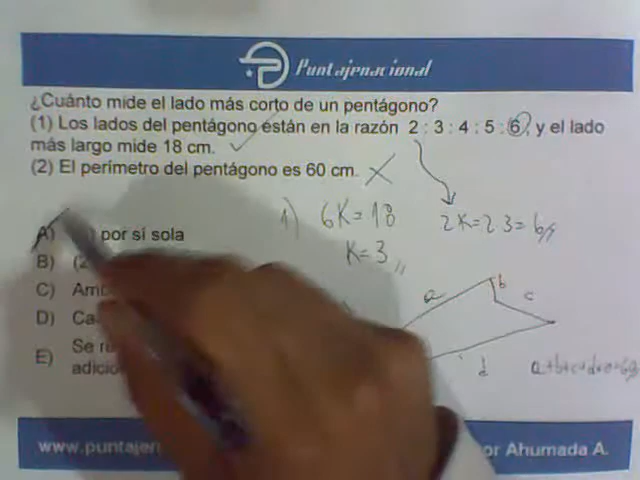 Puntajenacional
¿Cuánto mide el lado más corto de un pentágono?
(1) Los lados del pentágono están en la razón 2 : 3 : 4 : 5 : 6, y el lado
más largo mide 18 cm.
(2) El perímetro del pentágono es 60 cm.
1) 6K = 18 2K = 2 3 = 6
K = 3
A) por sí sola
B) (2
C) Amb
D) Ca
E) Se
adicio
a b c
d
www.puntajen or Ahumada A.